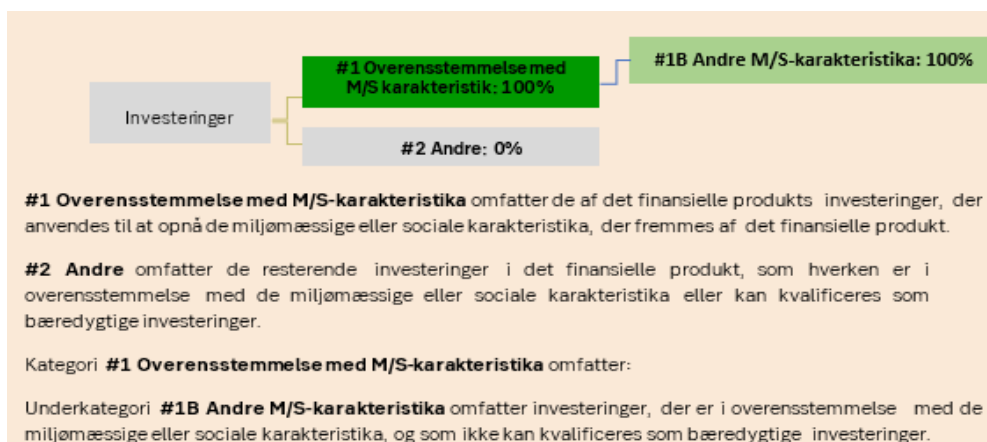 #1 Overensstemmelse med
M/S karakteristik: 100%
#1B Andre M/S-karakteristika: 100%
Investeringer
#2 Andre: 0%
#1 Overensstemmelse med M/S-karakteristika omfatter de af det finansielle produkts investeringer, der
anvendes til at opnå de miljømæssige eller sociale karakteristika, der fremmes af det finansielle produkt.
#2 Andre omfatter de resterende investeringer i det finansielle produkt, som hverken er i
overensstemmelse med de miljømæssige eller sociale karakteristika eller kan kvalificeres som
bæredygtige investeringer.
Kategori #1 Overensstemmelse med M/S-karakteristika omfatter:
Underkategori #1B Andre M/S-karakteristika omfatter investeringer, der er i overensstemmelse med de
miljømæssige eller sociale karakteristika, og som ikke kan kvalificeres som bæredygtige investeringer.